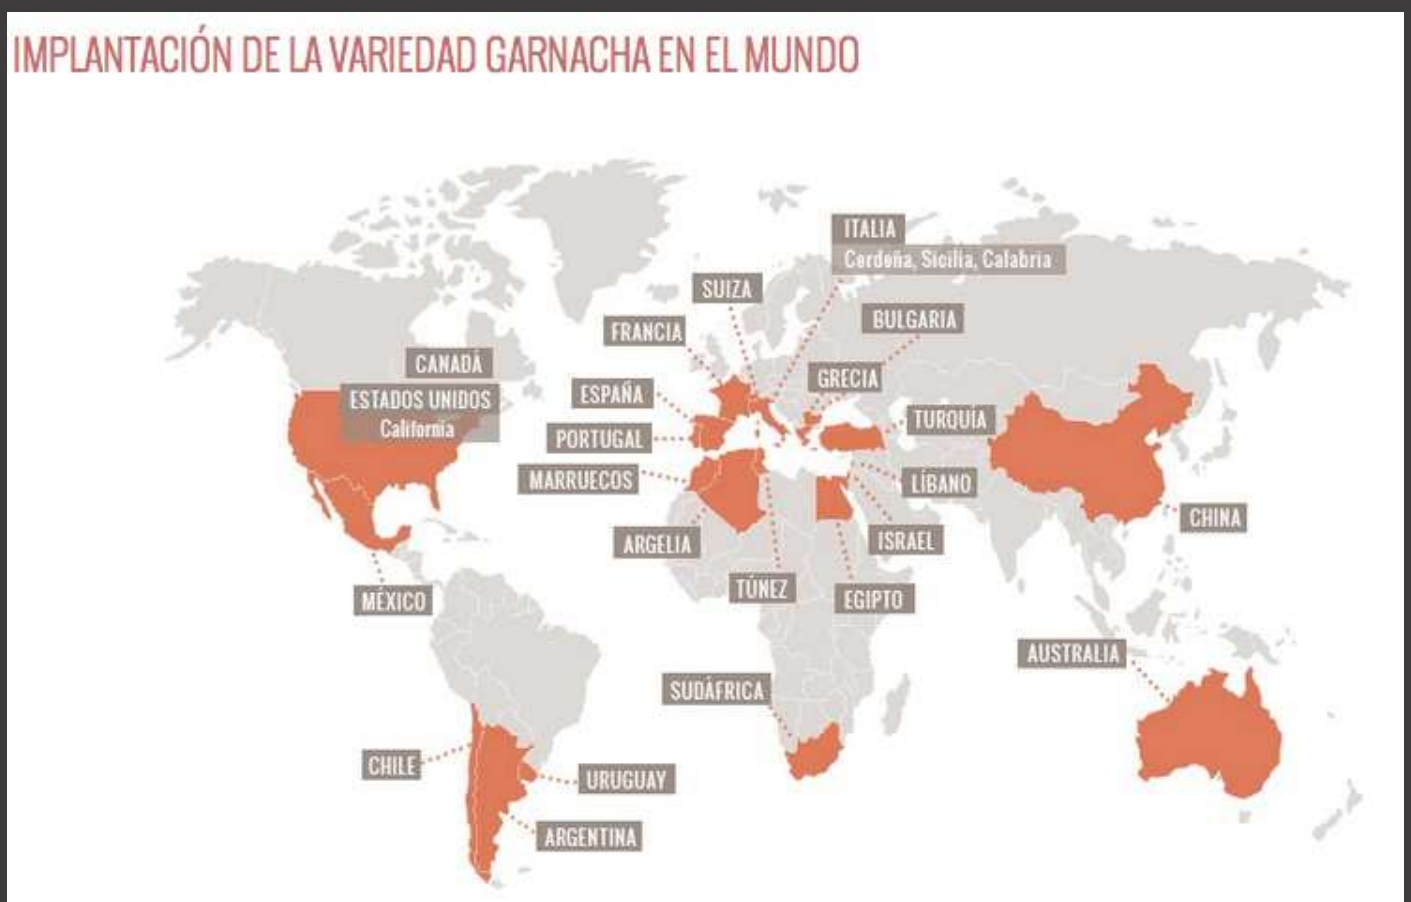 IMPLANTACIÓN DE LA VARIEDAD GARNACHA EN EL MUNDO
ITALIA
Cerdeña, Sicilia, Calabria
SUIZA
BULGARIA
FRANCIA
CANADÁ
GRECIA
ESPAÑA
ESTADOS UNIDOS
California
TURQUÍA
PORTUGAL
MARRUECOS
LÍBANO
CHINA
ARGELIA
ISRAEL
TÚNEZ
EGIPTO
MÉXICO
AUSTRALIA
SUDÁFRICA
CHILE
URUGUAY
ARGENTINA